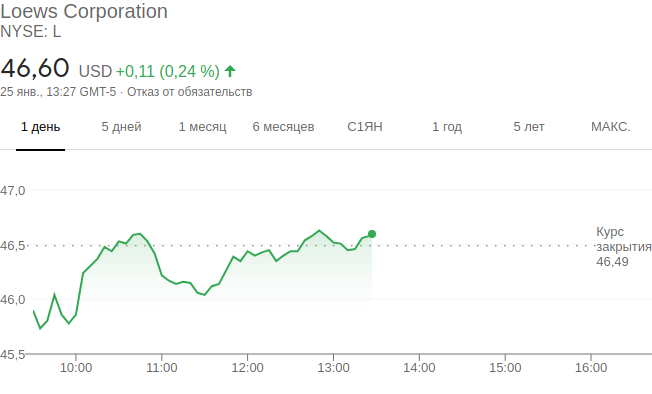 Loews Corporation
NYSE: L
46,60 USD +0,11 (0,24 %)
25 янв., 13:27 GMT-5 · Отказ от обязательств
1 день 5 дней 1 месяц 6 месяцев С1ЯН 1 год 5 лет МАКС.
47,0
Курс
46,5 закрытия
46,49
46,0
45,5
10:00 11:00 12:00 13:00 14:00 15:00 16:00